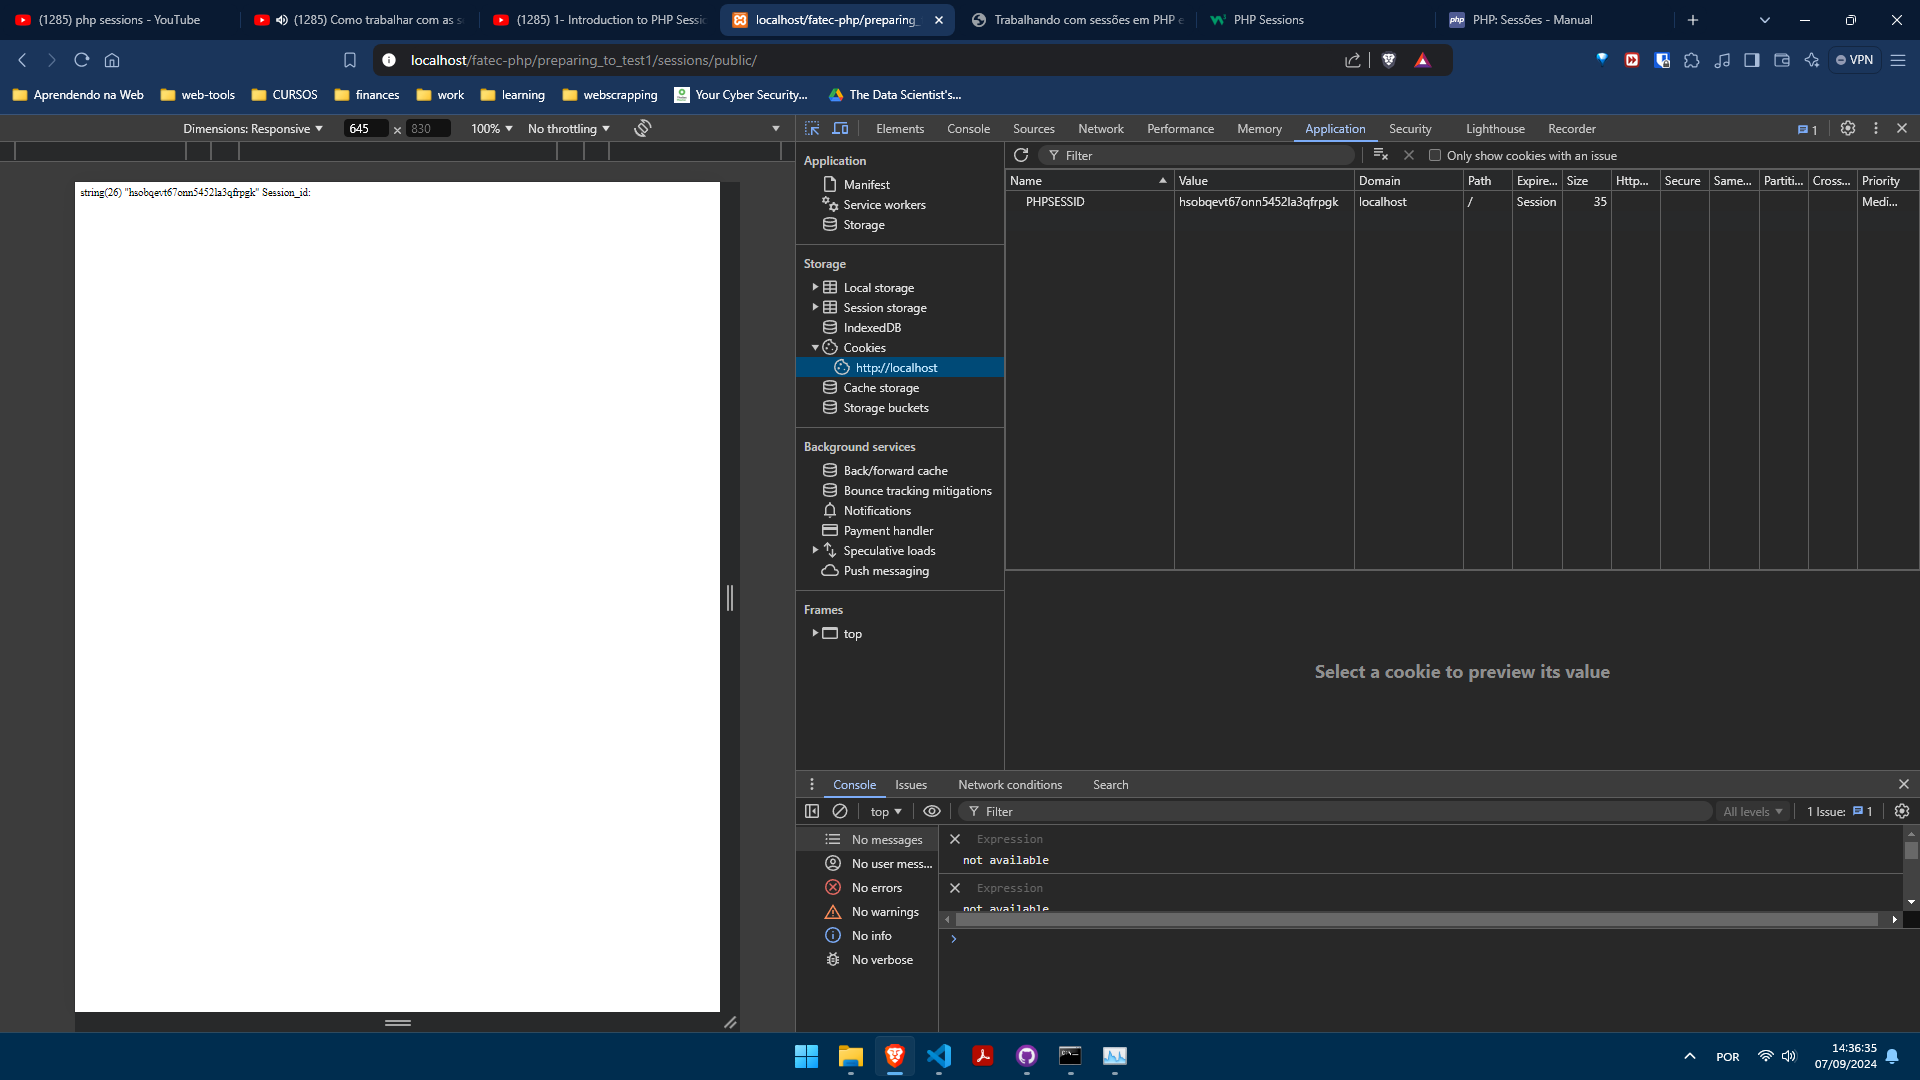 (1285) php sessions - YouTube
(1285) Como trabalhar com as s
(1285) 1- Introduction to PHP Sessio
localhost/fatec-php/preparing_
Trabalhando com sessões em PHP e
PHP Sessions
PHP: Sessões - Manual
localhost/fatec-php/preparing_to_test1/sessions/public/
VPN
Aprendendo na Web
web-tools
CURSOS
finances
work
learning
webscrapping
Your Cyber Security...
The Data Scientist's...
Dimensions: Responsive
645 × 830
100%
No throttling
Elements
Console
Sources
Network
Performance
Memory
Application
Security
Lighthouse
Recorder
1
string(26) "hsobqevt67onn5452la3qfrpgk" Session_id:
Application
Manifest
Service workers
Storage
Storage
Local storage
Session storage
IndexedDB
Cookies
http://localhost
Cache storage
Storage buckets
Background services
Back/forward cache
Bounce tracking mitigations
Notifications
Payment handler
Speculative loads
Push messaging
Frames
top
Filter
Only show cookies with an issue
Name Value Domain Path Expire... Size Http... Secure Same... Partiti... Cross... Priority
PHPSESSID hsobqevt67onn5452la3qfrpgk localhost / Session 35 Medi...
Select a cookie to preview its value
Console
Issues
Network conditions
Search
top
Filter
All levels
1 Issue: 1
No messages
No user mess...
No errors
No warnings
No info
No verbose
Expression
not available
Expression
not available
POR
14:36:35
07/09/2024